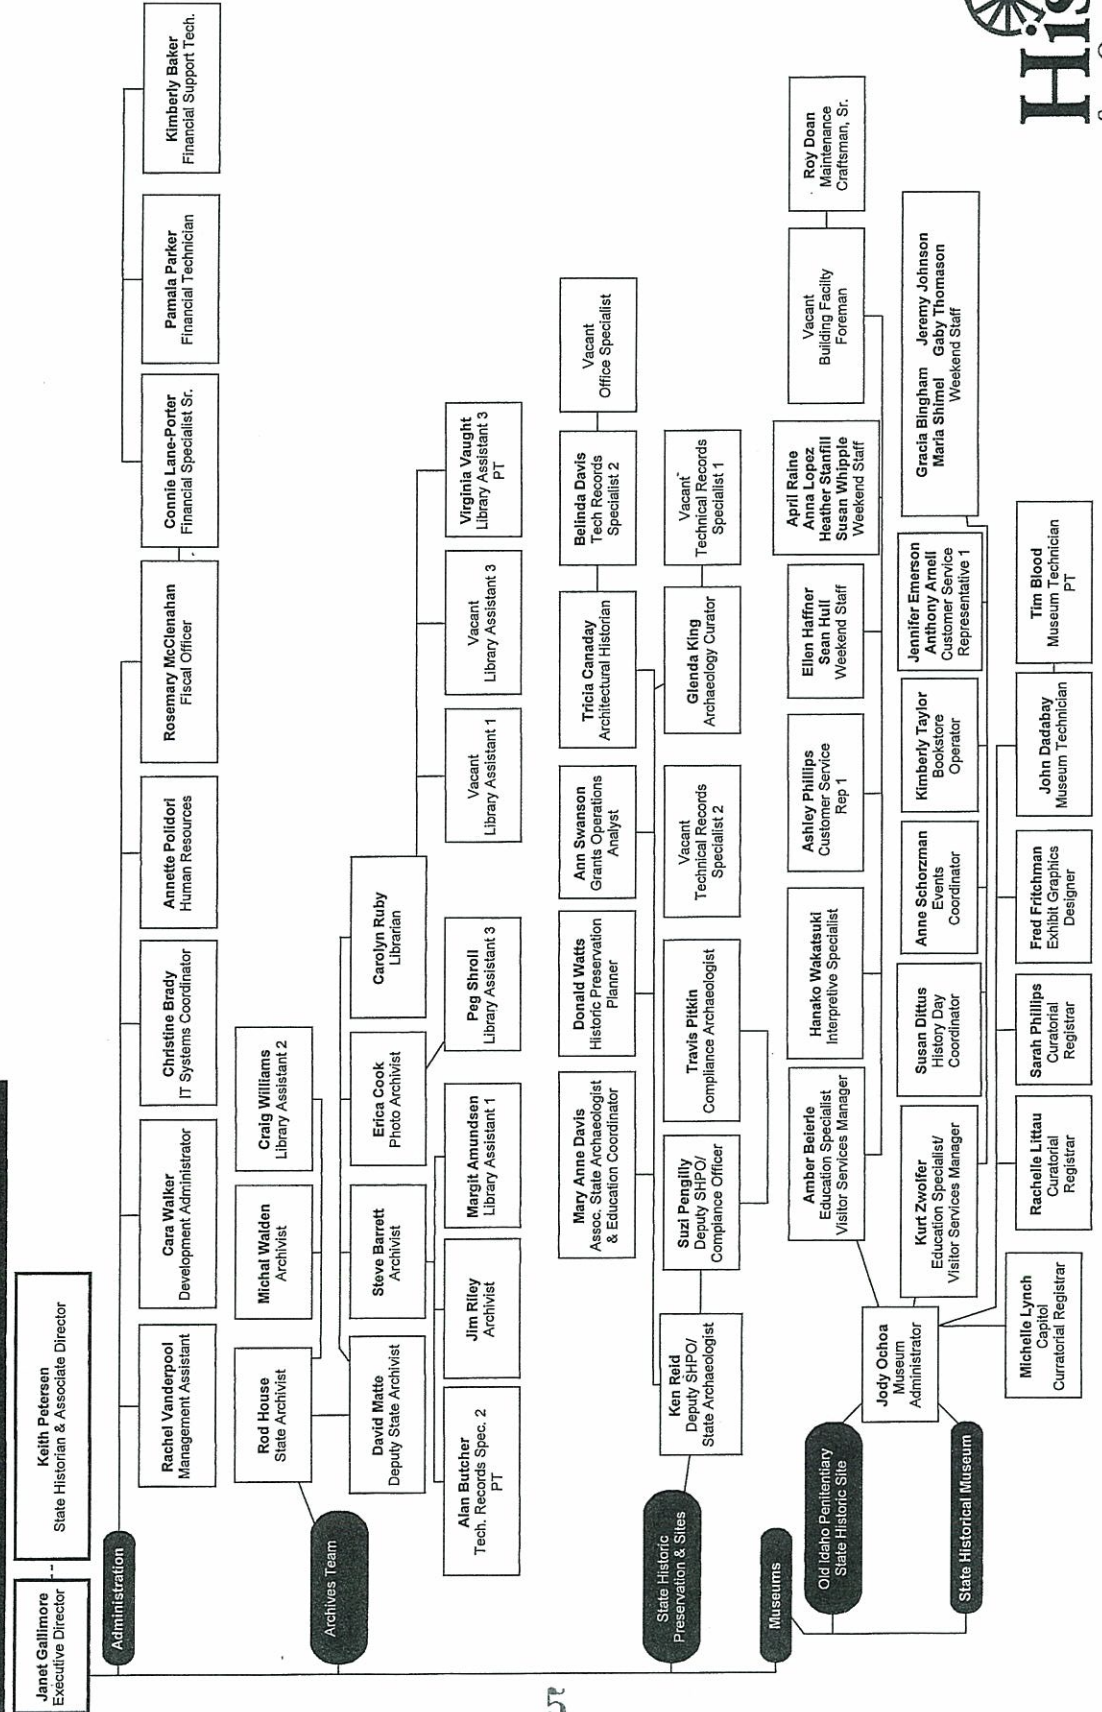 Janet Gallimore
Executive Director
Keith Petersen
State Historian & Associate Director
Administration
Rachel Vanderpool
Management Assistant
Cara Walker
Development Administrator
Christine Brady
IT Systems Coordinator
Annette Polidori
Human Resources
Rosemary McClenahan
Fiscal Officer
Connie Lane-Porter
Financial Specialist Sr.
Pamala Parker
Financial Technician
Kimberly Baker
Financial Support Tech.
Archives Team
Rod House
State Archivist
Michal Walden
Archivist
Craig Williams
Library Assistant 2
David Matte
Deputy State Archivist
Steve Barrett
Archivist
Erica Cook
Photo Archivist
Carolyn Ruby
Librarian
Alan Butcher
Tech. Records Spec. 2
PT
Jim Riley
Archivist
Margit Amundsen
Library Assistant 1
Peg Shroll
Library Assistant 3
Vacant
Library Assistant 1
Vacant
Library Assistant 3
Virginia Vaught
Library Assistant 3
PT
State Historic
Preservation & Sites
Mary Anne Davis
Assoc. State Archaeologist
& Education Coordinator
Donald Watts
Historic Preservation
Planner
Ann Swanson
Grants Operations
Analyst
Tricia Canaday
Architectural Historian
Belinda Davis
Tech Records
Specialist 2
Vacant
Office Specialist
Ken Reid
Deputy SHPO/
State Archaeologist
Suzi Pengilly
Deputy SHPO/
Complance Officer
Travis Pitkin
Compliance Archaeologist
Vacant
Technical Records
Specialist 2
Glenda King
Archaeology Curator
Vacant
Technical Records
Specialist 1
Museums
Old Idaho Penitentiary
State Historic Site
State Historical Museum
Jody Ochoa
Museum
Administrator
Amber Beierle
Education Specialist
Visitor Services Manager
Hanako Wakatsuki
Interpretive Specialist
Ashley Phillips
Customer Service
Rep 1
Ellen Haffner
Sean Hull
Weekend Staff
April Raine
Anna Lopez
Heather Stanfill
Susan Whipple
Weekend Staff
Vacant
Building Facilty
Foreman
Roy Doan
Maintenance
Craftsman, Sr.
Kurt Zwolfer
Education Specialist/
Visitor Services Manager
Susan Dittus
History Day
Coordinator
Anne Schorzman
Events
Coordinator
Kimberly Taylor
Bookstore
Operator
Jennifer Emerson
Anthony Arnell
Customer Service
Representative 1
Gracia Bingham Jeremy Johnson
Maria Shimel Gaby Thomason
Weekend Staff
Michelle Lynch
Capitol
Curratorial Registrar
Rachelle Littau
Curatorial
Registrar
Sarah Phillips
Curatorial
Registrar
Fred Fritchman
Exhibit Graphics
Designer
John Dadabay
Museum Technician
Tim Blood
Museum Technician
PT
His